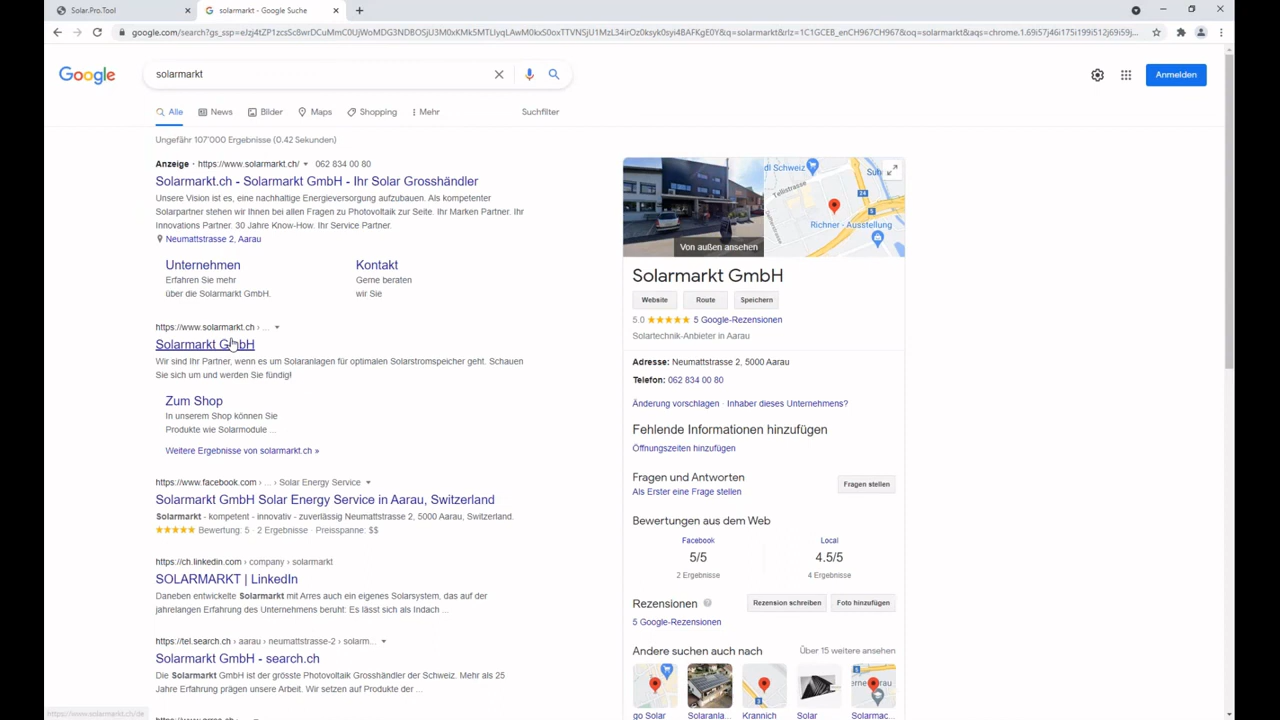 Solar.Pro.Tool
solarmarkt - Google Suche
Google
solarmarkt
Anmelden
Alle
News
Bilder
Maps
Shopping
Mehr
Suchfilter
Ungefähr 107'000 Ergebnisse (0.42 Sekunden)
Anzeige · https://www.solarmarkt.ch/ 062 834 00 80
Solarmarkt.ch - Solarmarkt GmbH - Ihr Solar Grosshändler
Unsere Vision ist es, eine nachhaltige Energieversorgung aufzubauen. Als kompetenter
Solarpartner stehen wir Ihnen bei allen Fragen zu Photovoltaik zur Seite. Ihr Marken Partner. Ihr
Innovations Partner. 30 Jahre Know-How. Ihr Service Partner.
Neumattstrasse 2, Aarau
Unternehmen
Erfahren Sie mehr
über die Solarmarkt GmbH.
Kontakt
Gerne beraten
wir Sie
https://www.solarmarkt.ch › ...
Solarmarkt GmbH
Wir sind Ihr Partner, wenn es um Solaranlagen für optimalen Solarstromspeicher geht. Schauen
Sie sich um und werden Sie fündig!
Zum Shop
In unserem Shop können Sie
Produkte wie Solarmodule ...
Weitere Ergebnisse von solarmarkt.ch »
https://www.facebook.com › ... › Solar Energy Service
Solarmarkt GmbH Solar Energy Service in Aarau, Switzerland
Solarmarkt - kompetent - innovativ - zuverlässig Neumattstrasse 2, 5000 Aarau, Switzerland.
Bewertung: 5 · 2 Ergebnisse · Preisspanne: $$
https://ch.linkedin.com › company › solarmarkt
SOLARMARKT | LinkedIn
Daneben entwickelte Solarmarkt mit Arres auch ein eigenes Solarsystem, das auf der
jahrelangen Erfahrung des Unternehmens beruht: Es lässt sich als Indach ...
https://tel.search.ch › aarau › neumattstrasse-2 › solarm...
Solarmarkt GmbH - search.ch
Die Solarmarkt GmbH ist der grösste Photovoltaik Grosshändler der Schweiz. Mehr als 25
Jahre Erfahrung prägen unsere Arbeit. Wir setzen auf Produkte der ...
https://www.solarmarkt.ch/de
Von außen ansehen
dl Schweiz
Tellistrasse
24
5
Richner - Ausstellung
Solarmarkt GmbH
Website
Route
Speichern
5.0 5 Google-Rezensionen
Solartechnik-Anbieter in Aarau
Adresse: Neumattstrasse 2, 5000 Aarau
Telefon: 062 834 00 80
Änderung vorschlagen · Inhaber dieses Unternehmens?
Fehlende Informationen hinzufügen
Öffnungszeiten hinzufügen
Fragen und Antworten
Als Erster eine Frage stellen
Fragen stellen
Bewertungen aus dem Web
Facebook
5/5
2 Ergebnisse
Local
4.5/5
4 Ergebnisse
Rezensionen
Rezension schreiben
Foto hinzufügen
5 Google-Rezensionen
Andere suchen auch nach
Über 15 weitere ansehen
go Solar
Solaranla...
Krannich
Solar
Solarmac...